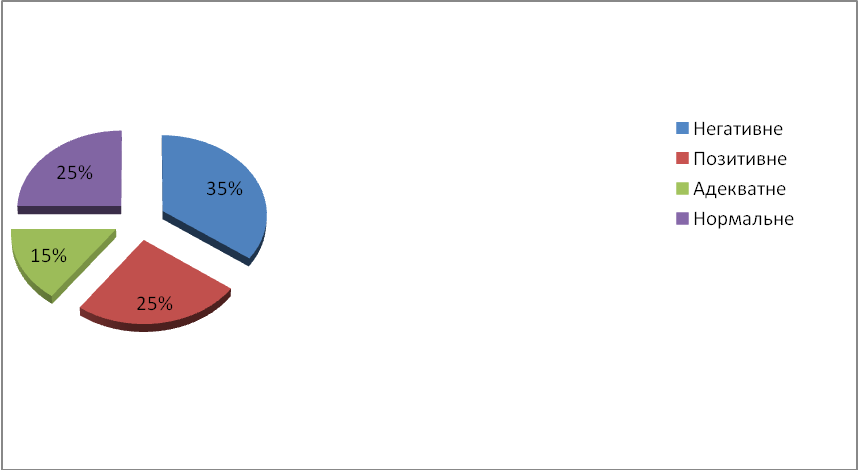 25%
35%
15%
25%
Негативне
Позитивне
Адекватне
Нормальне